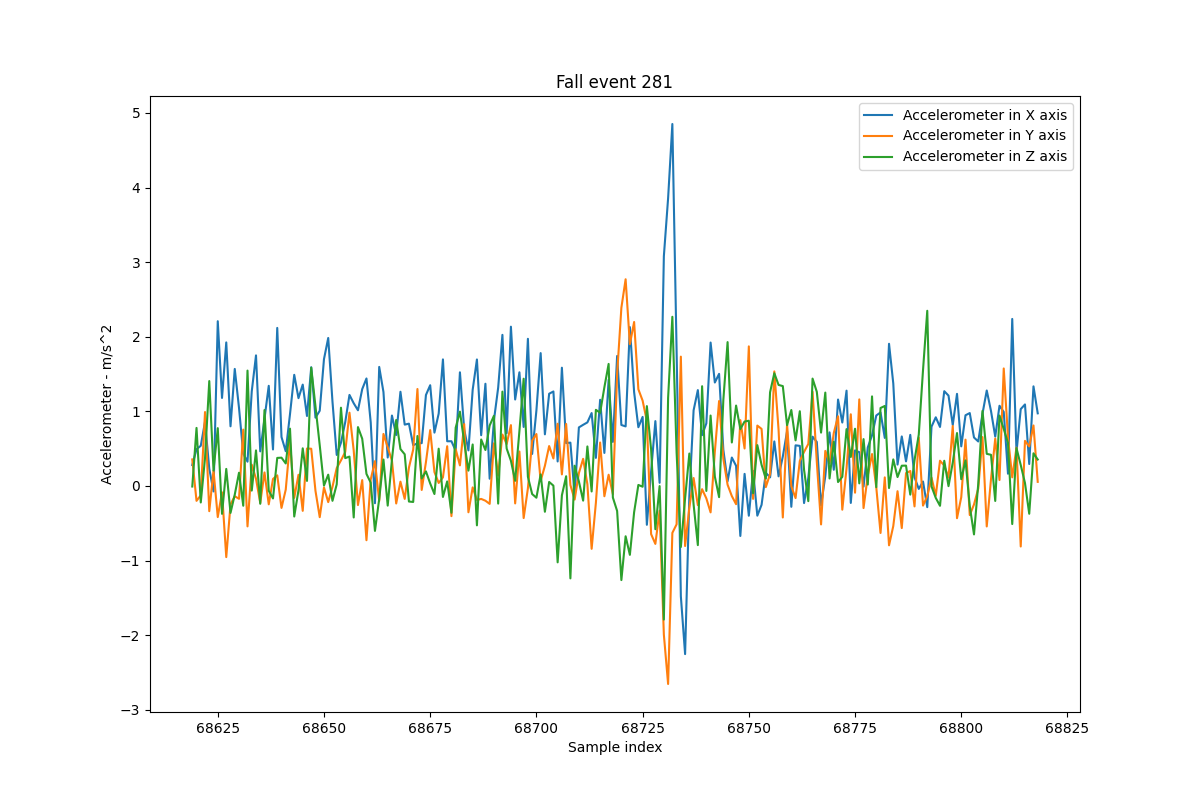 Fall event 281
Accelerometer in X axis
Accelerometer in Y axis
Accelerometer in Z axis
5
4
3
2
1
0
−1
−2
−3
Accelerometer - m/s^2
68625 68650 68675 68700 68725 68750 68775 68800 68825
Sample index